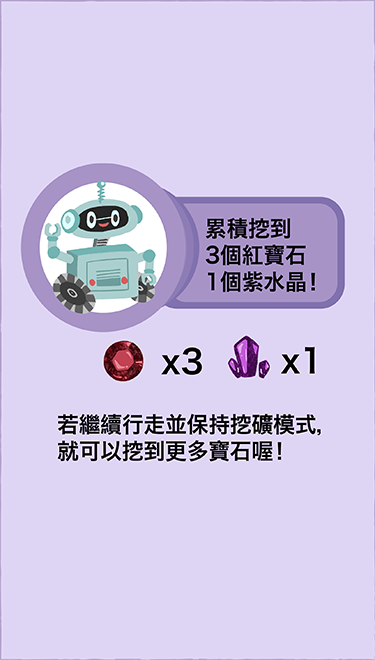 累積挖到
3個紅寶石
1個紫水晶!
x3 x1
若繼續行走並保持挖礦模式,
就可以挖到更多寶石喔!